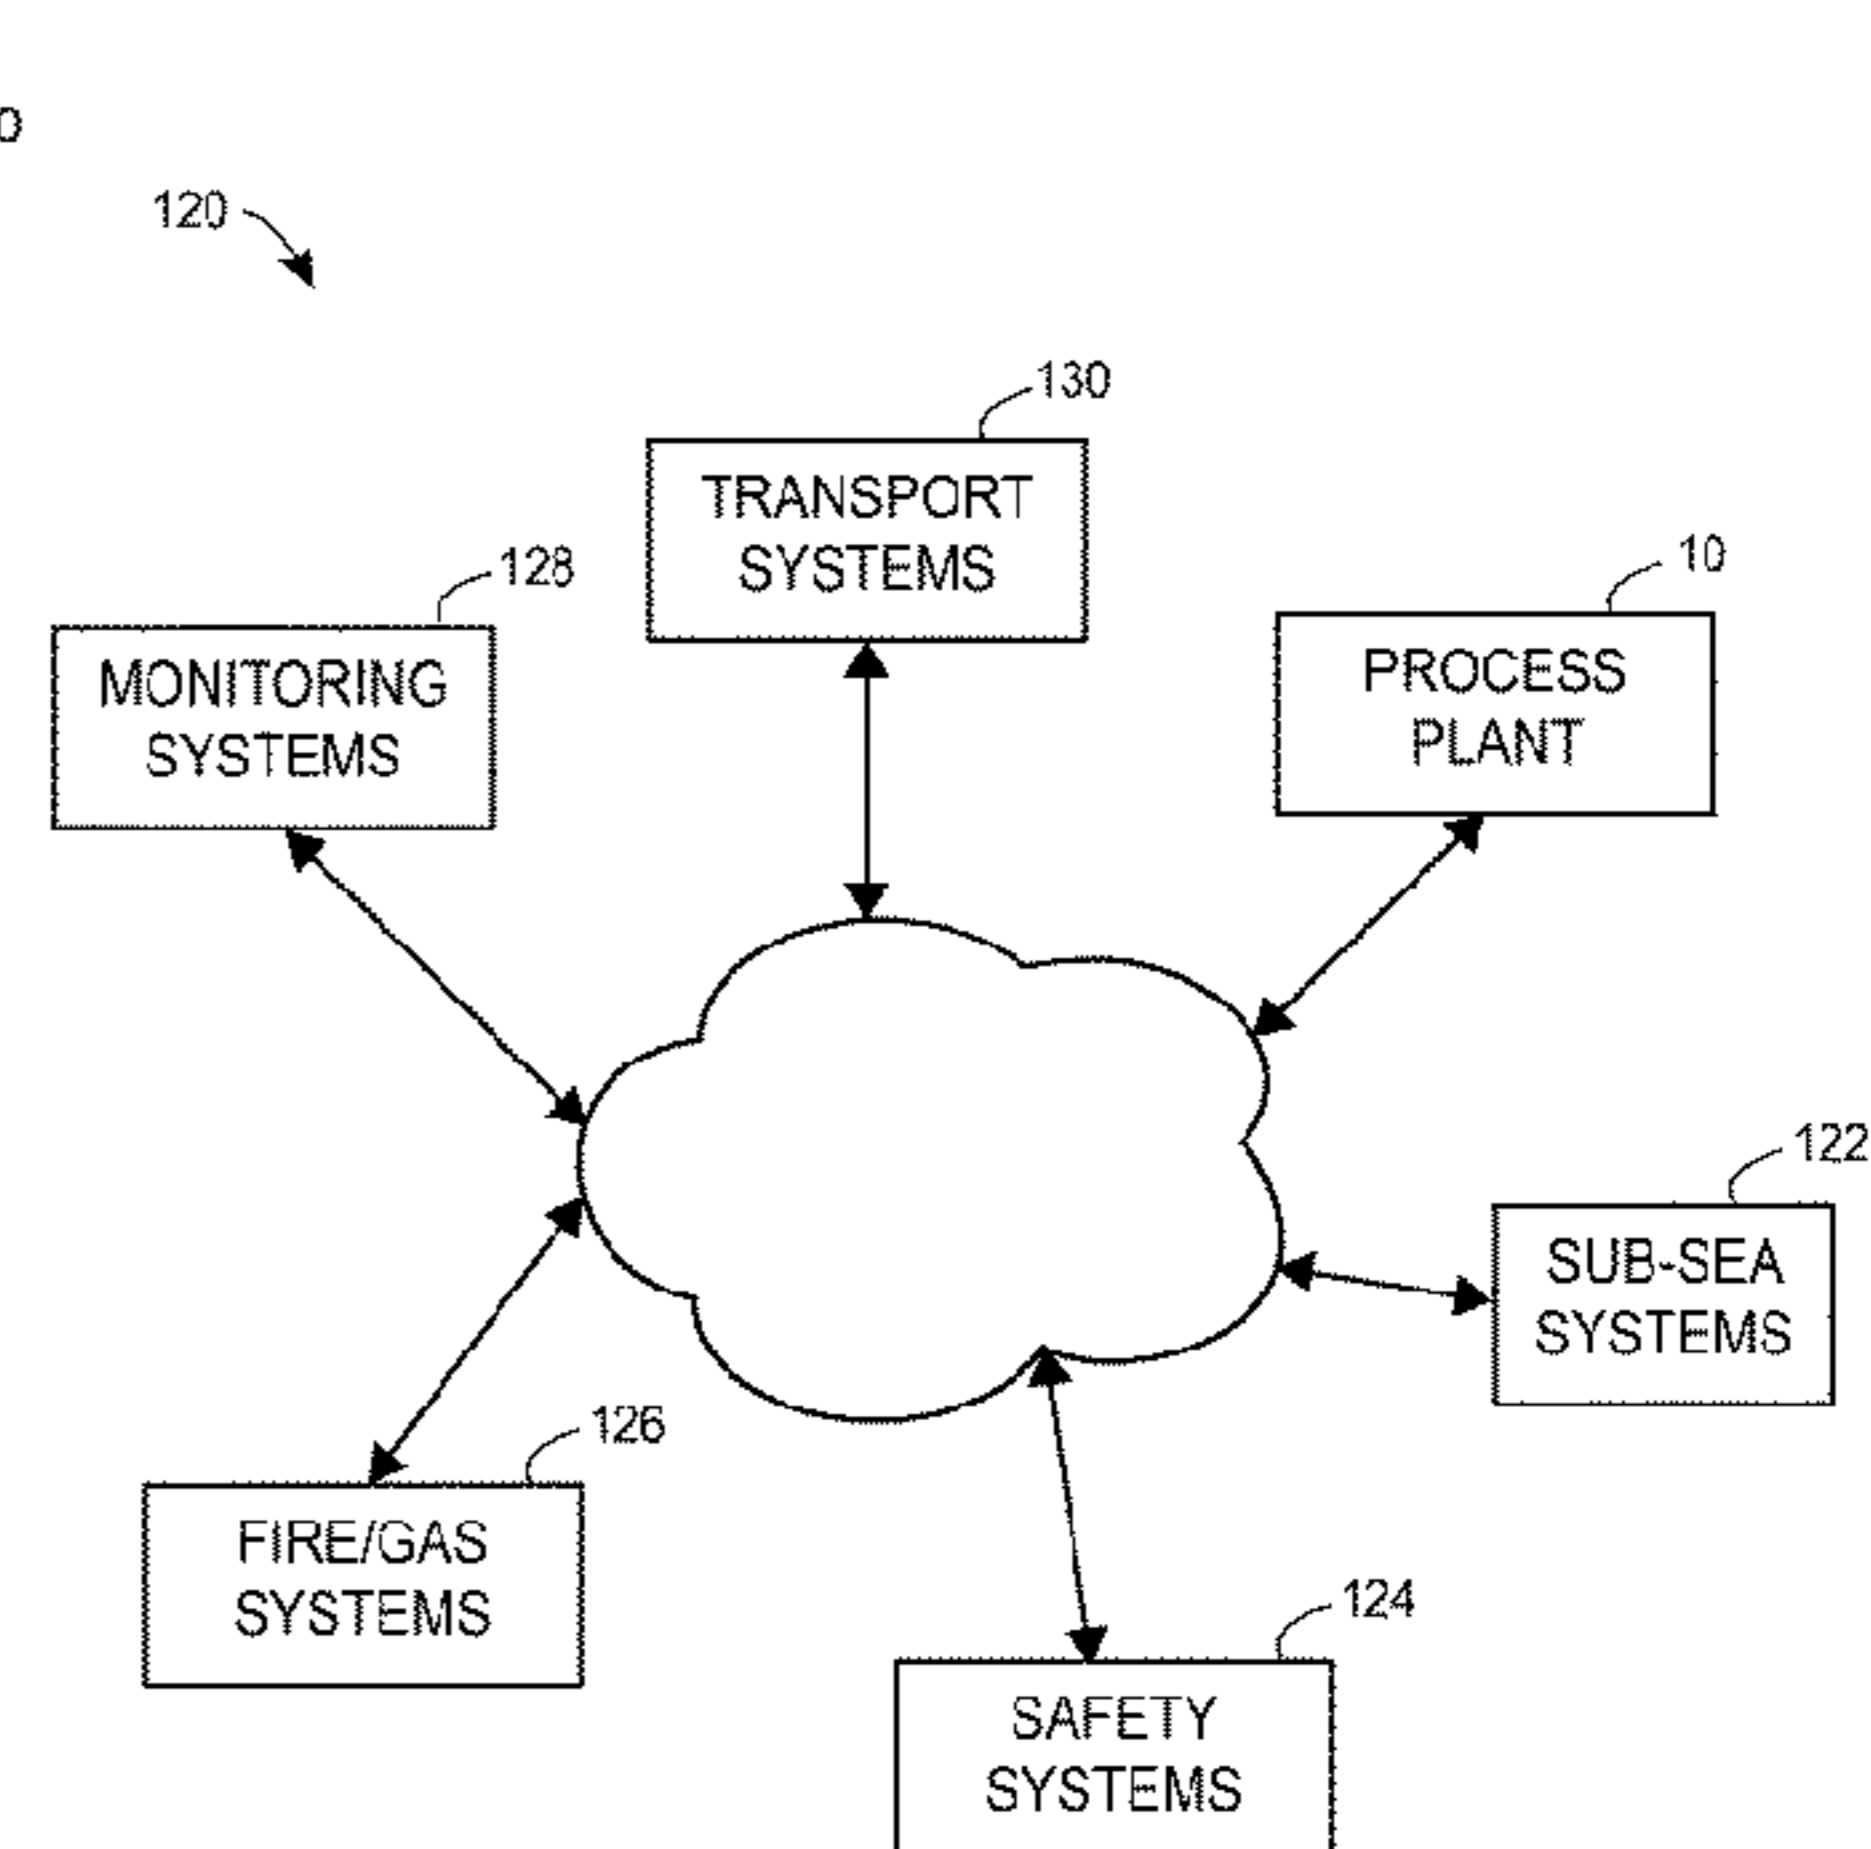 120
130
TRANSPORT
SYSTEMS
128
MONITORING
SYSTEMS
10
PROCESS
PLANT
122
SUB-SEA
SYSTEMS
126
FIRE/GAS
SYSTEMS
124
SAFETY
SYSTEMS